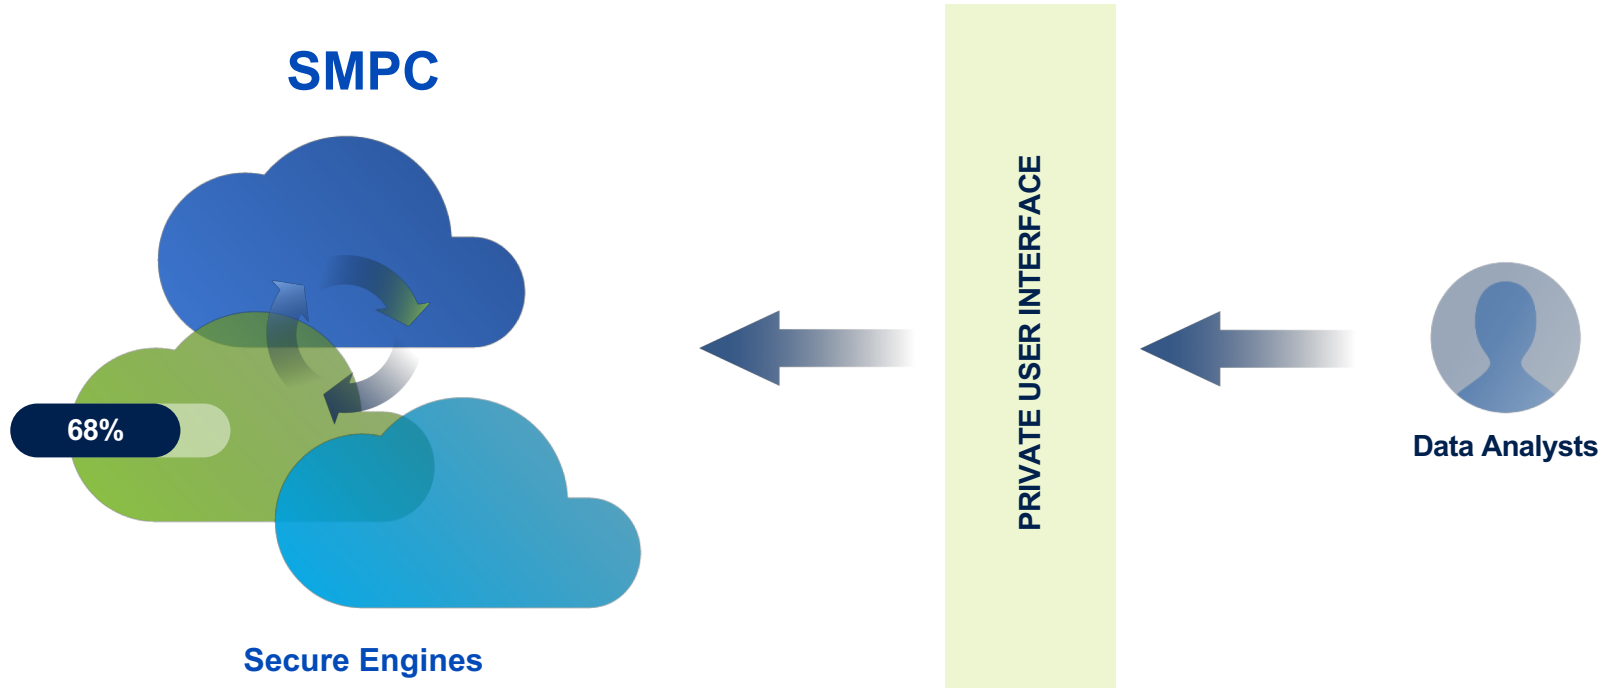 SMPC
68%
Secure Engines
PRIVATE USER INTERFACE
Data Analysts